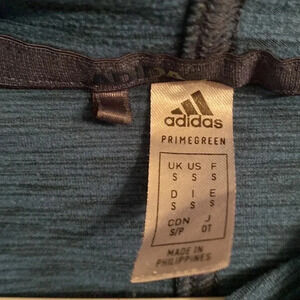 adidas
PRIMEGREEN
UK US F
S S S
D I E
S S S
CON J
S/P OT
MADE IN
PHILIPPINES